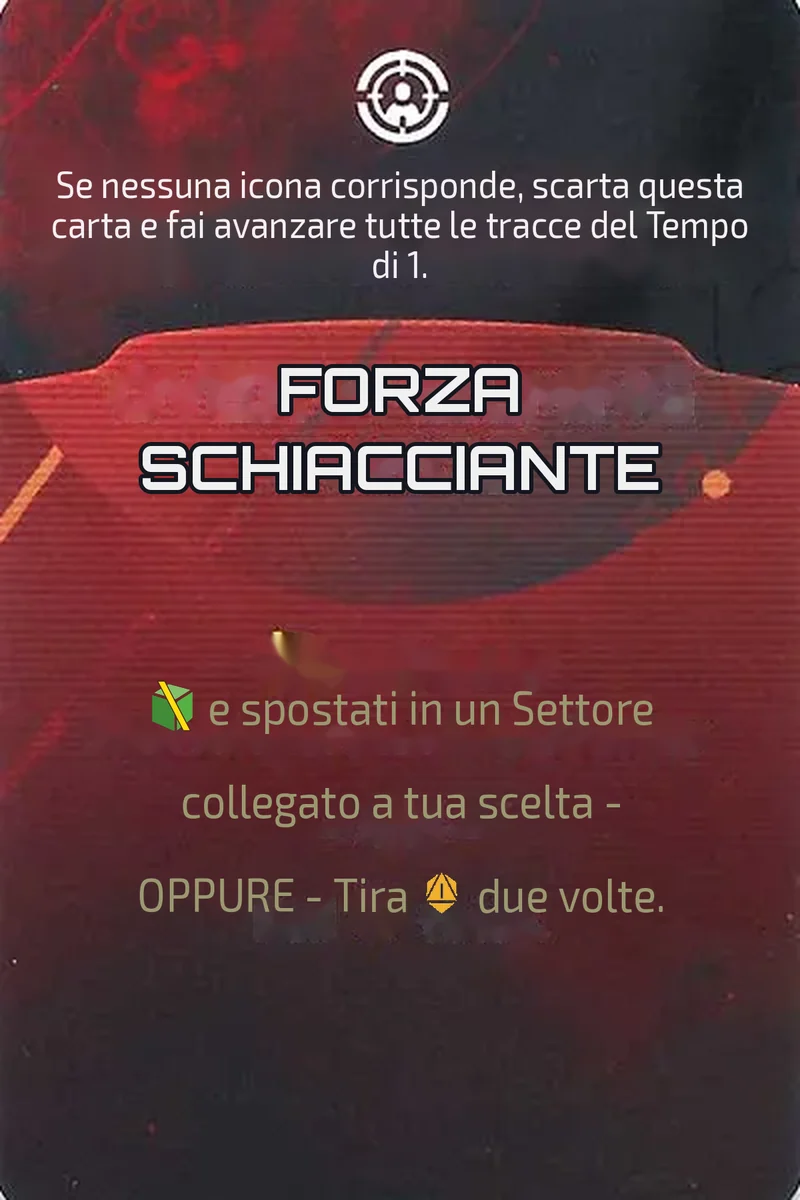 Se nessuna icona corrisponde, scarta questa
carta e fai avanzare tutte le tracce del Tempo
di 1.
FORZA
SCHIACCIANTE
e spostati in un Settore
collegato a tua scelta -
OPPURE - Tira due volte.